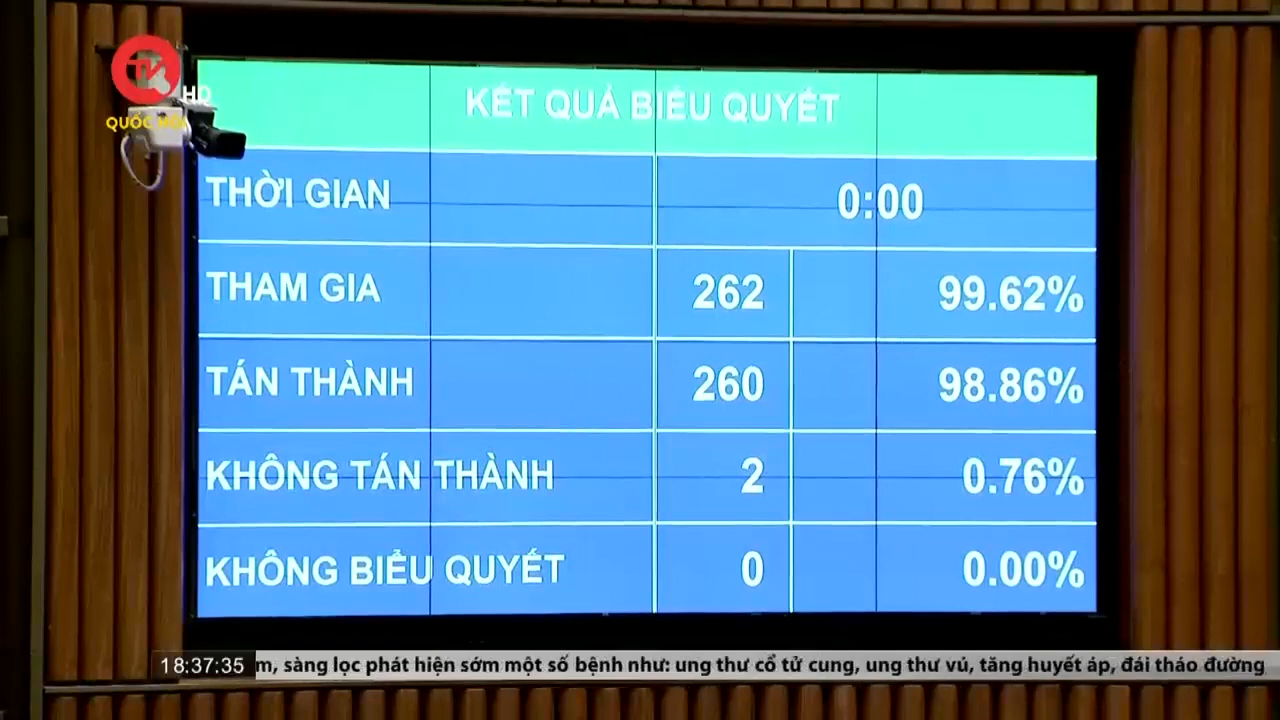 TV
HD
QUỐC HỘI
KẾT QUẢ BIỂU QUYẾT
THỜI GIAN 0:00
THAM GIA 262 99.62%
TÁN THÀNH 260 98.86%
KHÔNG TÁN THÀNH 2 0.76%
KHÔNG BIỂU QUYẾT 0 0.00%
18:37:35 m, sàng lọc phát hiện sớm một số bệnh như: ung thư cổ tử cung, ung thư vú, tăng huyết áp, đái tháo đường